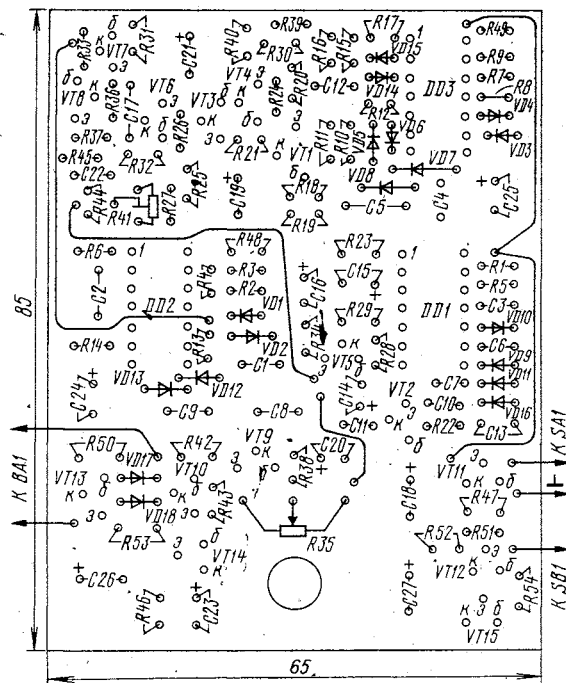 R33
б
VT7
R31
C21
R40
R39
R30
R16
R15
R17
VD15
1
R49
R9
R7
R8
э
VT8
б
к
R36
C17
VT6
VT3
VT4
R24
R20
C12
VD14
R12
DD3
VD4
R37
к
R26
к
б
R11
R10
VD5
VD6
VD3
R45
R32
R21
VT1
б
VD7
C22
R44
R41
R27
R25
C19
R18
R19
VD8
C5
C4
C25
R6
1
R48
R23
1
R1
C2
DD2
R4
R3
R2
VD1
C16
C15
R29
DD1
R5
C3
VD10
R14
R13
VD2
R34
к
VT5
R28
C6
VD9
C24
VD13
VD12
C1
C14
VT2
C7
VD11
C9
C8
C11
э
к
б
C10
R22
VD16
C13
К BA1
R50
VD17
R42
VT9
R38
C20
VT11
э
б
К SA1
VT13
к
б
э
VT10
к
б
э
R43
C18
R47
VD18
R53
VT14
б
к
R35
R52
R51
VT12
э
к
б
К SB1
C26
R46
C23
C27
R54
к
э
б
VT15
85
65